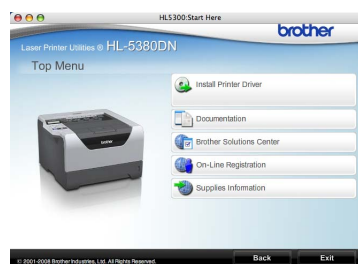 HL5300:Start Here
brother
Laser Printer Utilities ® HL-5380DN
Top Menu
Install Printer Driver
Documentation
Brother Solutions Center
On-Line Registration
Supplies Information
brother
© 2001-2008 Brother Industries, Ltd. All Rights Reserved.
Back
Exit